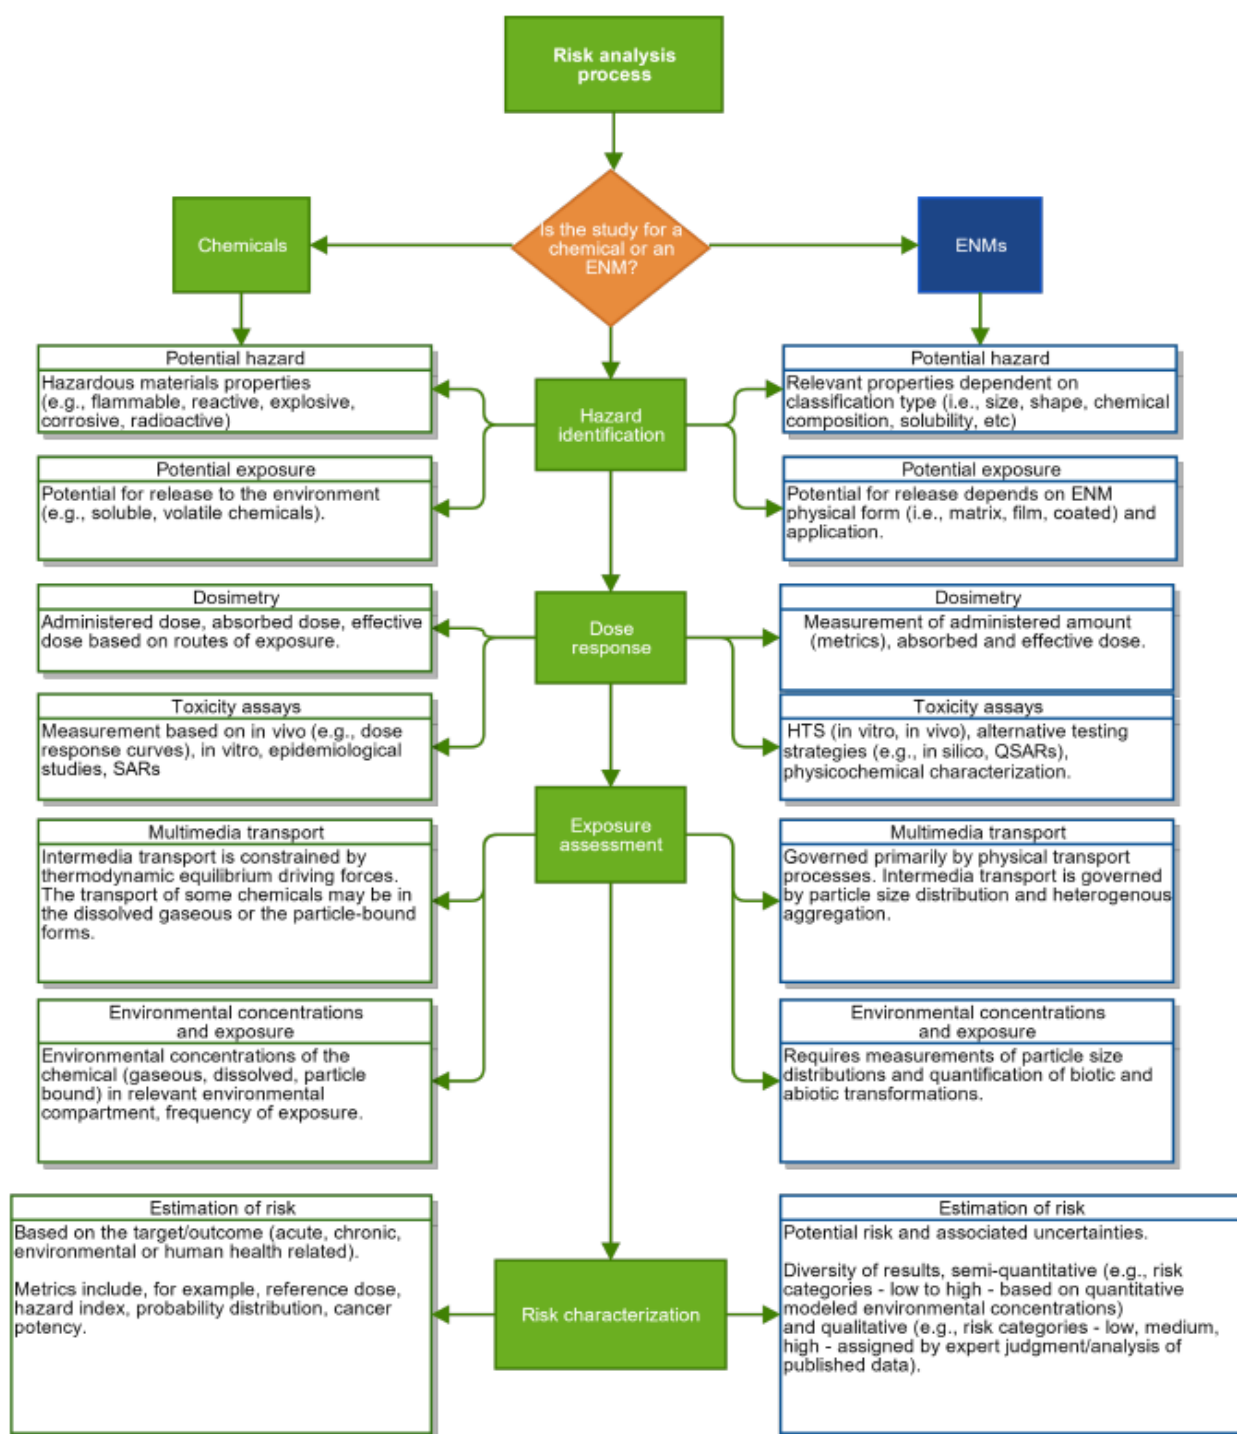 Risk analysis
process
Is the study for a
chemical or an
ENM?
Chemicals
ENMs
Potential hazard
Hazardous materials properties
(e.g., flammable, reactive, explosive,
corrosive, radioactive)
Hazard
identification
Potential hazard
Relevant properties dependent on
classification type (i.e., size, shape, chemical
composition, solubility, etc)
Potential exposure
Potential for release to the environment
(e.g., soluble, volatile chemicals).
Potential exposure
Potential for release depends on ENM
physical form (i.e., matrix, film, coated) and
application.
Dosimetry
Administered dose, absorbed dose, effective
dose based on routes of exposure.
Dose
response
Dosimetry
Measurement of administered amount
(metrics), absorbed and effective dose.
Toxicity assays
Measurement based on in vivo (e.g., dose
response curves), in vitro, epidemiological
studies, SARs
Toxicity assays
HTS (in vitro, in vivo), alternative testing
strategies (e.g., in silico, QSARs),
physicochemical characterization.
Exposure
assessment
Multimedia transport
Intermedia transport is constrained by
thermodynamic equilibrium driving forces.
The transport of some chemicals may be in
the dissolved gaseous or the particle-bound
forms.
Multimedia transport
Governed primarily by physical transport
processes. Intermedia transport is governed
by particle size distribution and heterogenous
aggregation.
Environmental concentrations
and exposure
Environmental concentrations of the
chemical (gaseous, dissolved, particle
bound) in relevant environmental
compartment, frequency of exposure.
Environmental concentrations
and exposure
Requires measurements of particle size
distributions and quantification of biotic and
abiotic transformations.
Estimation of risk
Based on the target/outcome (acute, chronic,
environmental or human health related).
Metrics include, for example, reference dose,
hazard index, probability distribution, cancer
potency.
Risk characterization
Estimation of risk
Potential risk and associated uncertainties.
Diversity of results, semi-quantitative (e.g., risk
categories - low to high - based on quantitative
modeled environmental concentrations)
and qualitative (e.g., risk categories - low, medium,
high - assigned by expert judgment/analysis of
published data).